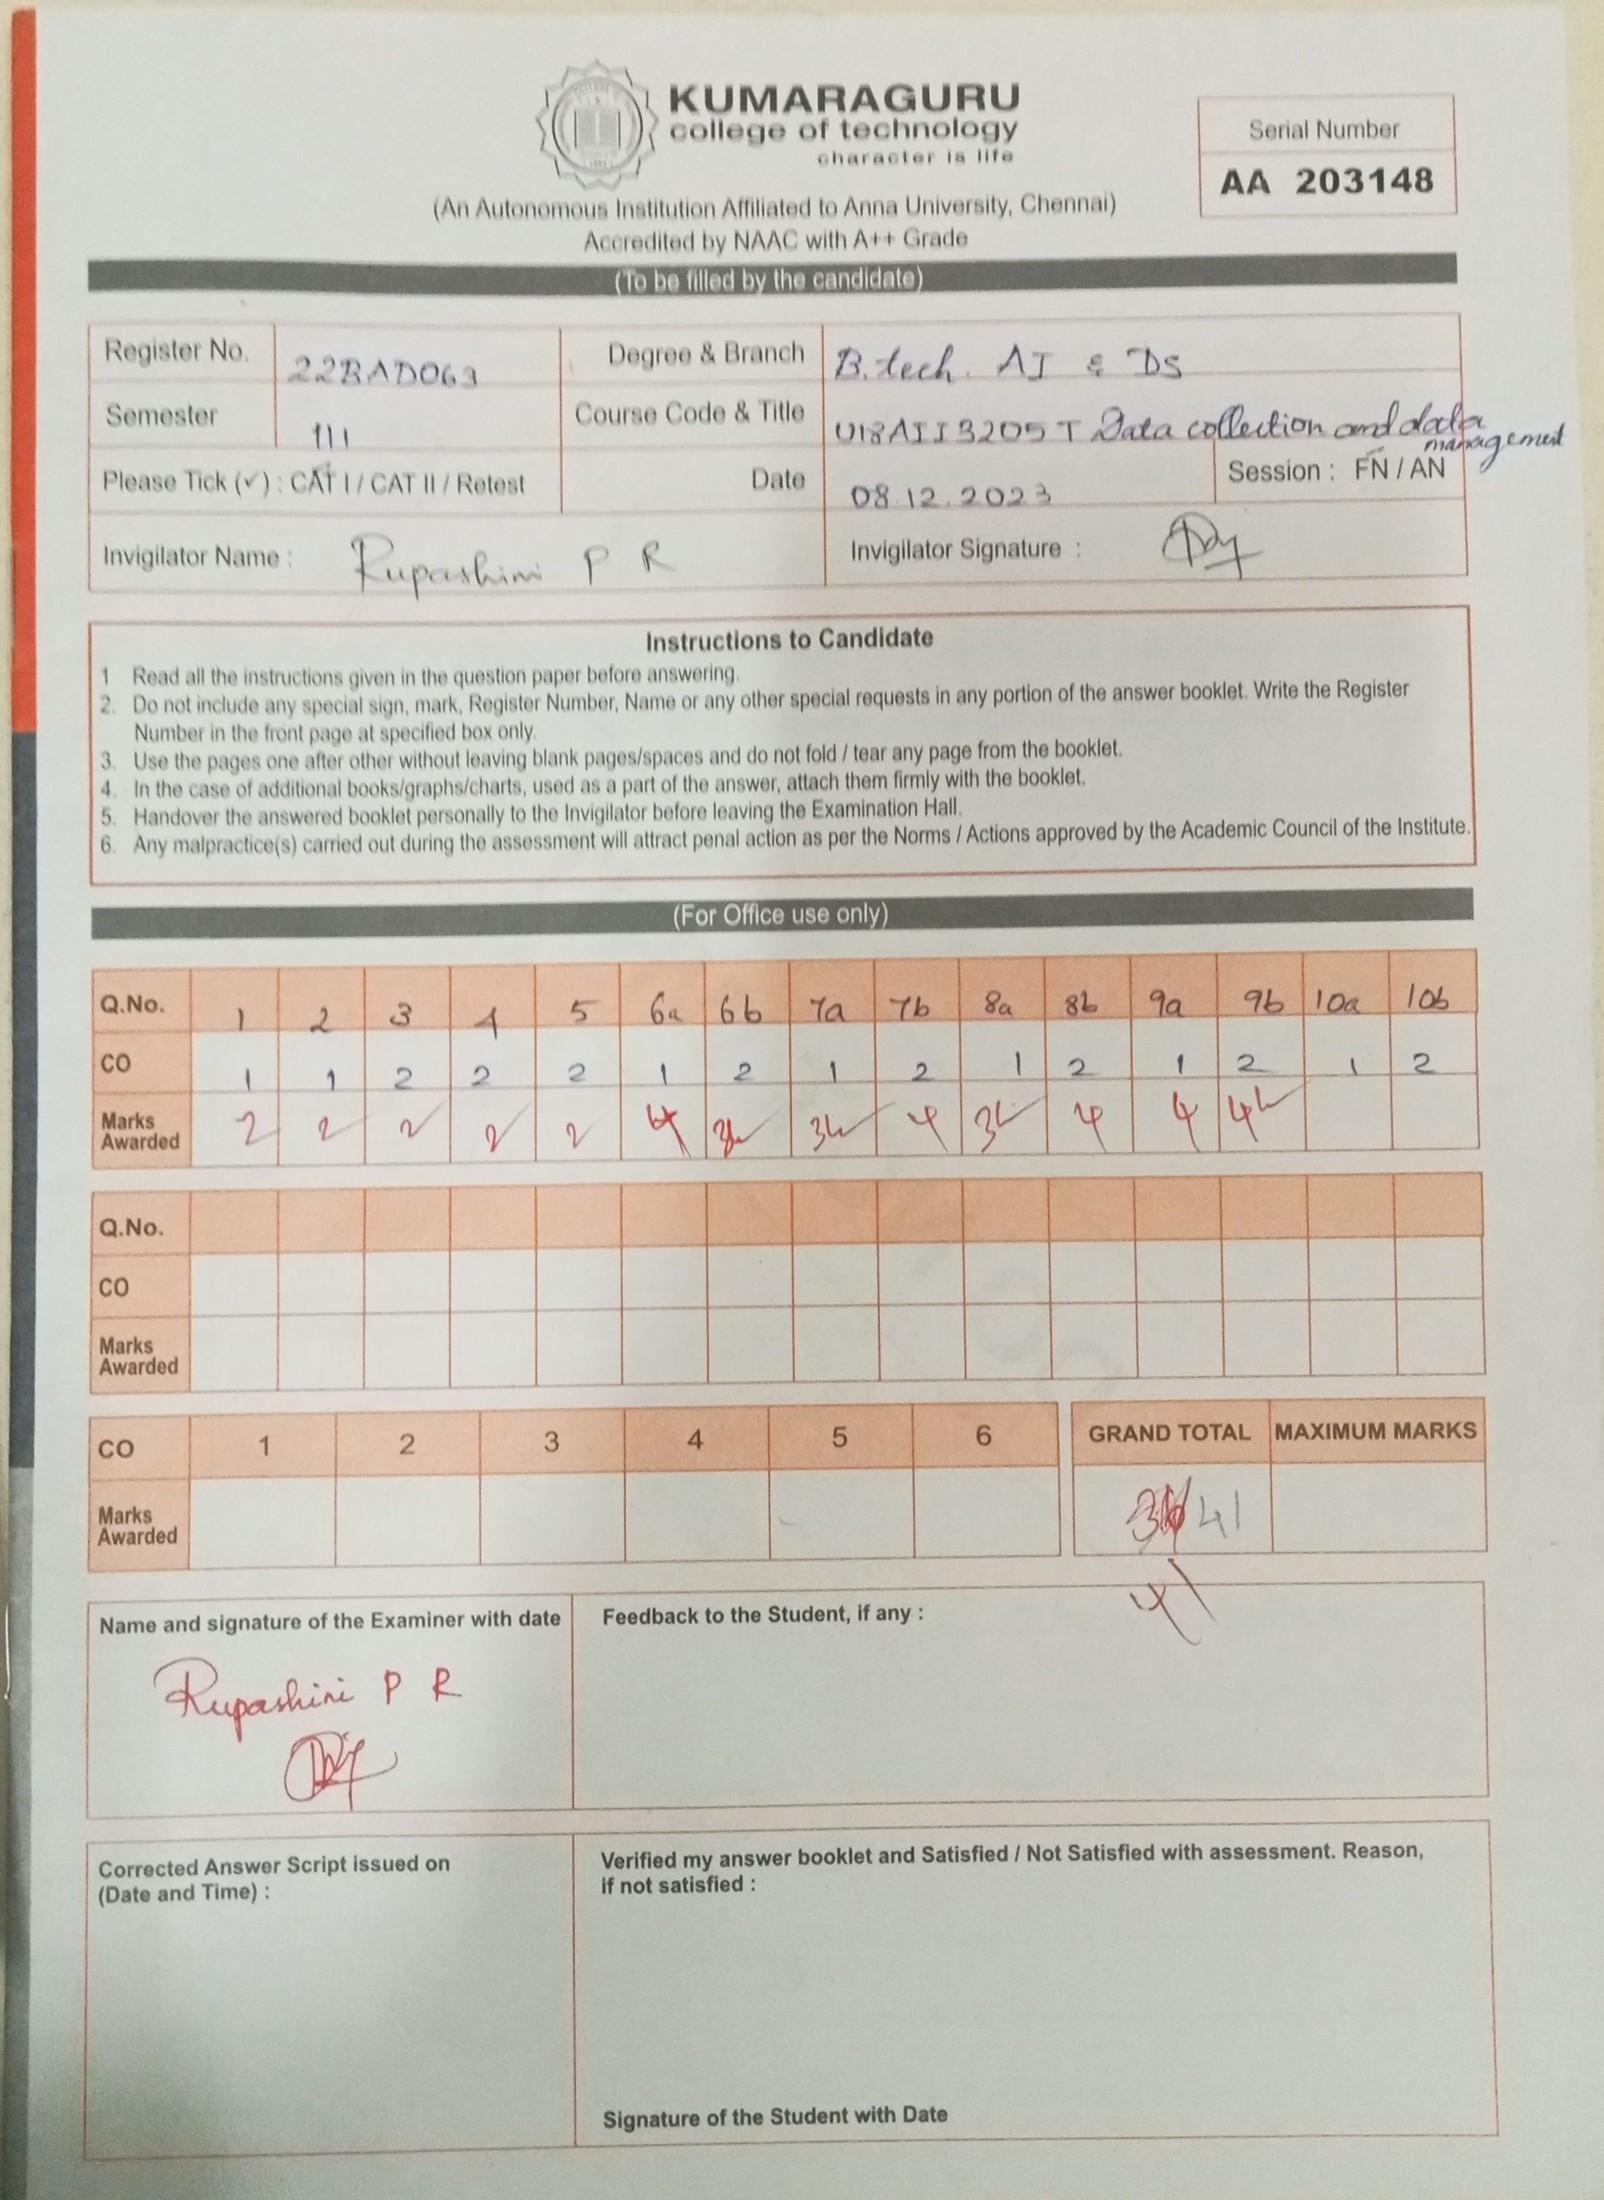 KUMARAGURU
college of technology
character is life
(An Autonomous Institution Affiliated to Anna University, Chennai)
Accredited by NAAC with A++ Grade
Serial Number
AA 203148
(To be filled by the candidate)
Register No. 22BAD063 Degree & Branch B.tech. AI & DS
Semester III Course Code & Title U18AII3205T Data collection and data management
Please Tick (✓) : CAT I / CAT II / Retest Date 08.12.2023 Session : FN / AN
Invigilator Name : Rupashini P R Invigilator Signature :
Instructions to Candidate
1 Read all the instructions given in the question paper before answering.
2. Do not include any special sign, mark, Register Number, Name or any other special requests in any portion of the answer booklet. Write the Register
Number in the front page at specified box only.
3. Use the pages one after other without leaving blank pages/spaces and do not fold / tear any page from the booklet.
4. In the case of additional books/graphs/charts, used as a part of the answer, attach them firmly with the booklet.
5. Handover the answered booklet personally to the Invigilator before leaving the Examination Hall.
6. Any malpractice(s) carried out during the assessment will attract penal action as per the Norms / Actions approved by the Academic Council of the Institute.
(For Office use only)
Q.No. 1 2 3 4 5 6a 6b 7a 7b 8a 8b 9a 9b 10a 10b
CO 1 1 2 2 2 1 2 1 2 1 2 1 2 1 2
Marks Awarded 2 2 2 2 2 4 4 4 4
Q.No.
CO
Marks
Awarded
CO 1 2 3 4 5 6 GRAND TOTAL MAXIMUM MARKS
Marks
Awarded
41
41
Name and signature of the Examiner with date
Rupashini P R
Feedback to the Student, if any :
Corrected Answer Script issued on
(Date and Time) :
Verified my answer booklet and Satisfied / Not Satisfied with assessment. Reason,
if not satisfied :
Signature of the Student with Date